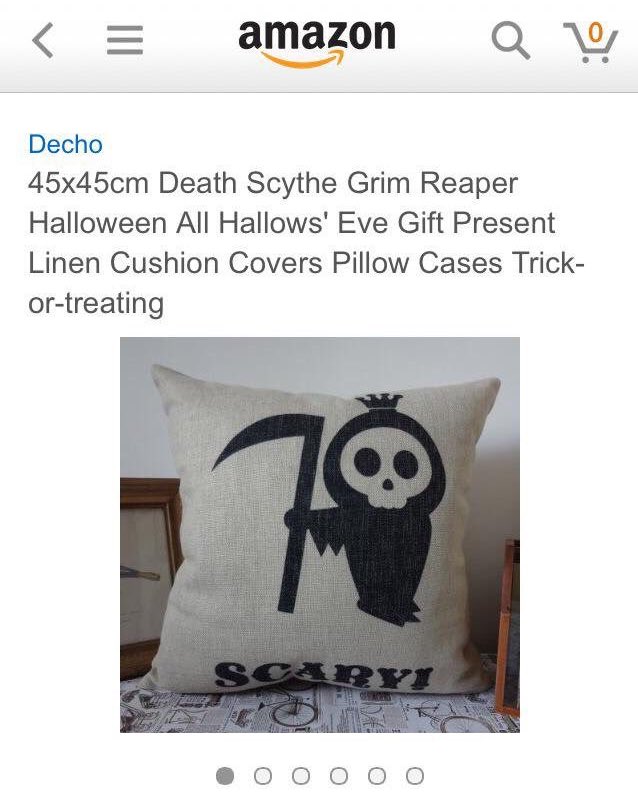 amazon
0
Decho
45x45cm Death Scythe Grim Reaper
Halloween All Hallows' Eve Gift Present
Linen Cushion Covers Pillow Cases Trick-
or-treating
SCARY!